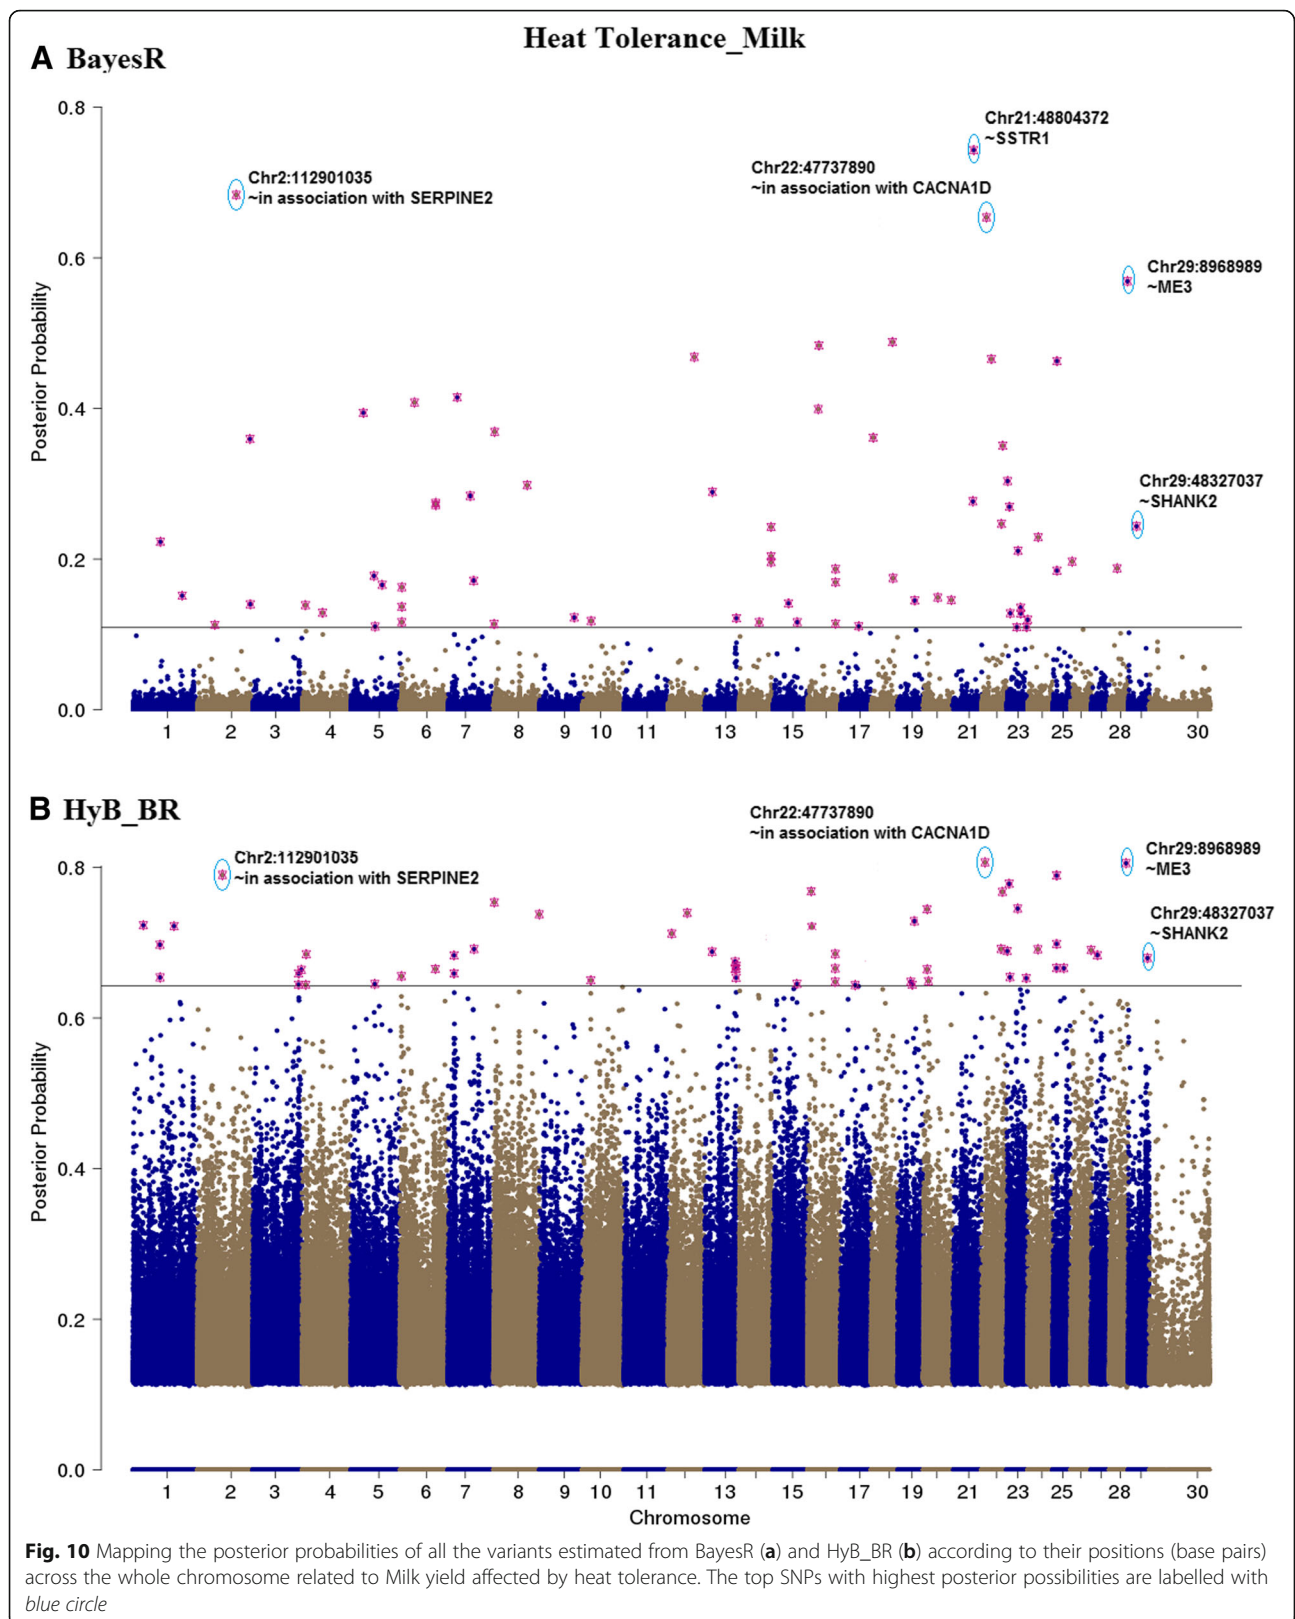 Heat Tolerance_Milk
A BayesR
0.8
0.6
0.4
0.2
0.0
Posterior Probability
Chr2:112901035
~in association with SERPINE2
Chr21:48804372
~SSTR1
Chr22:47737890
~in association with CACNA1D
Chr29:8968989
~ME3
Chr29:48327037
~SHANK2
1 2 3 4 5 6 7 8 9 10 11 13 15 17 19 21 23 25 28 30
B HyB_BR
0.8
0.6
0.4
0.2
0.0
Posterior Probability
Chr2:112901035
~in association with SERPINE2
Chr22:47737890
~in association with CACNA1D
Chr29:8968989
~ME3
Chr29:48327037
~SHANK2
1 2 3 4 5 6 7 8 9 10 11 13 15 17 19 21 23 25 28 30
Chromosome
Fig. 10 Mapping the posterior probabilities of all the variants estimated from BayesR (a) and HyB_BR (b) according to their positions (base pairs)
across the whole chromosome related to Milk yield affected by heat tolerance. The top SNPs with highest posterior possibilities are labelled with
blue circle